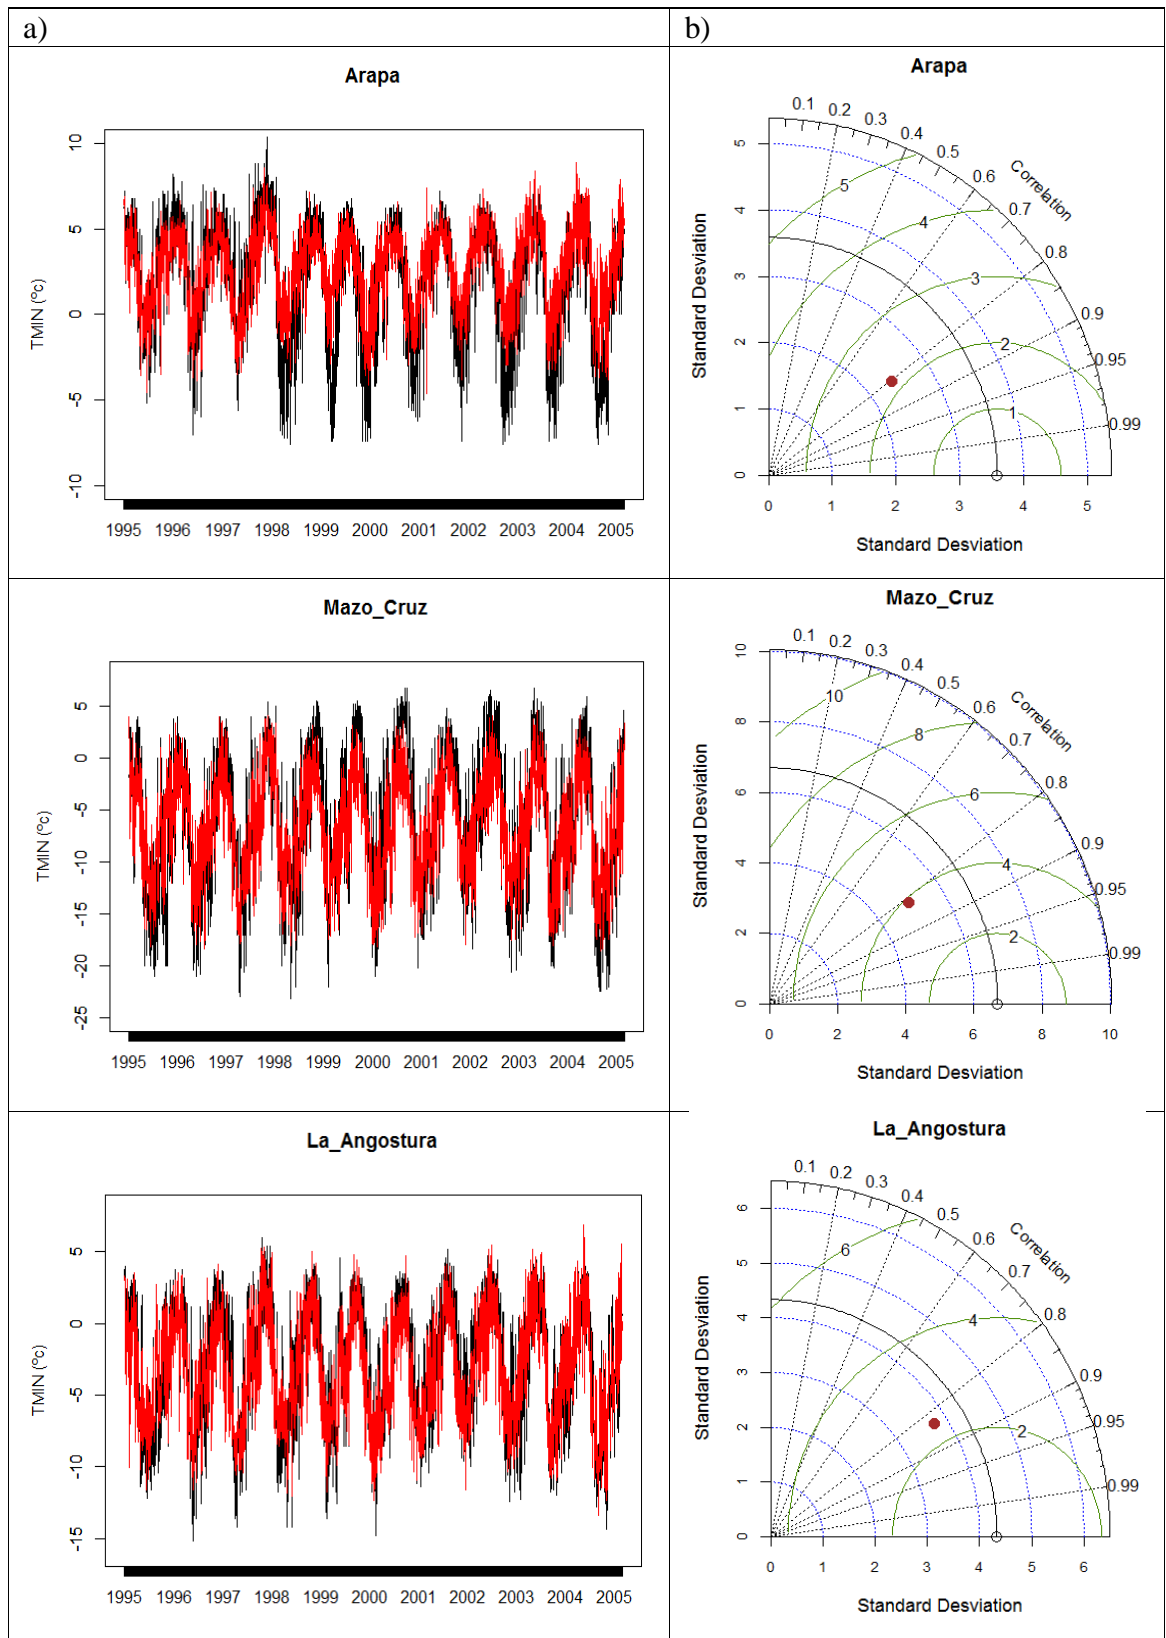 a)
b)
Arapa
TMIN (°c)
10
5
0
-5
-10
1995 1996 1997 1998 1999 2000 2001 2002 2003 2004 2005
Arapa
Standard Desviation
5
4
3
2
1
0
0 1 2 3 4 5
Standard Desviation
0.1 0.2 0.3 0.4 0.5 0.6 0.7 0.8 0.9 0.95 0.99
Correlation
5 4 3 2 1
Mazo_Cruz
TMIN (°c)
5
0
-5
-10
-15
-20
-25
1995 1996 1997 1998 1999 2000 2001 2002 2003 2004 2005
Mazo_Cruz
Standard Desviation
10
8
6
4
2
0
0 2 4 6 8 10
Standard Desviation
0.1 0.2 0.3 0.4 0.5 0.6 0.7 0.8 0.9 0.95 0.99
Correlation
10 8 6 4 2
La_Angostura
TMIN (°c)
5
0
-5
-10
-15
1995 1996 1997 1998 1999 2000 2001 2002 2003 2004 2005
La_Angostura
Standard Desviation
6
5
4
3
2
1
0
0 1 2 3 4 5 6
Standard Desviation
0.1 0.2 0.3 0.4 0.5 0.6 0.7 0.8 0.9 0.95 0.99
Correlation
6 4 2